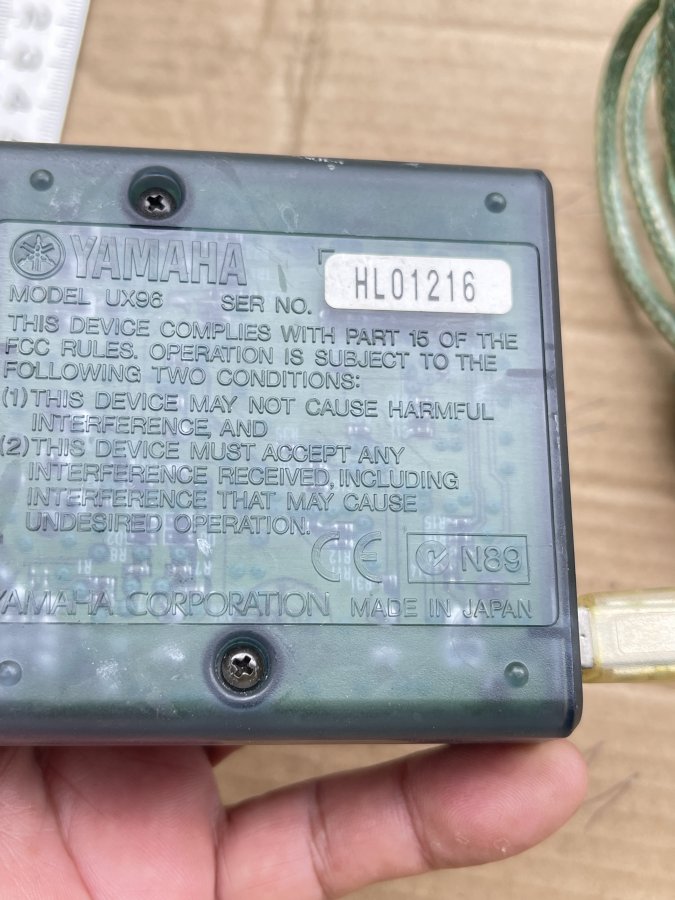 YAMAHA
MODEL UX96 SER NO. HL01216
THIS DEVICE COMPLIES WITH PART 15 OF THE
FCC RULES. OPERATION IS SUBJECT TO THE
FOLLOWING TWO CONDITIONS:
(1)THIS DEVICE MAY NOT CAUSE HARMFUL
INTERFERENCE, AND
(2)THIS DEVICE MUST ACCEPT ANY
INTERFERENCE RECEIVED, INCLUDING
INTERFERENCE THAT MAY CAUSE
UNDESIRED OPERATION.
CE N89
YAMAHA CORPORATION MADE IN JAPAN